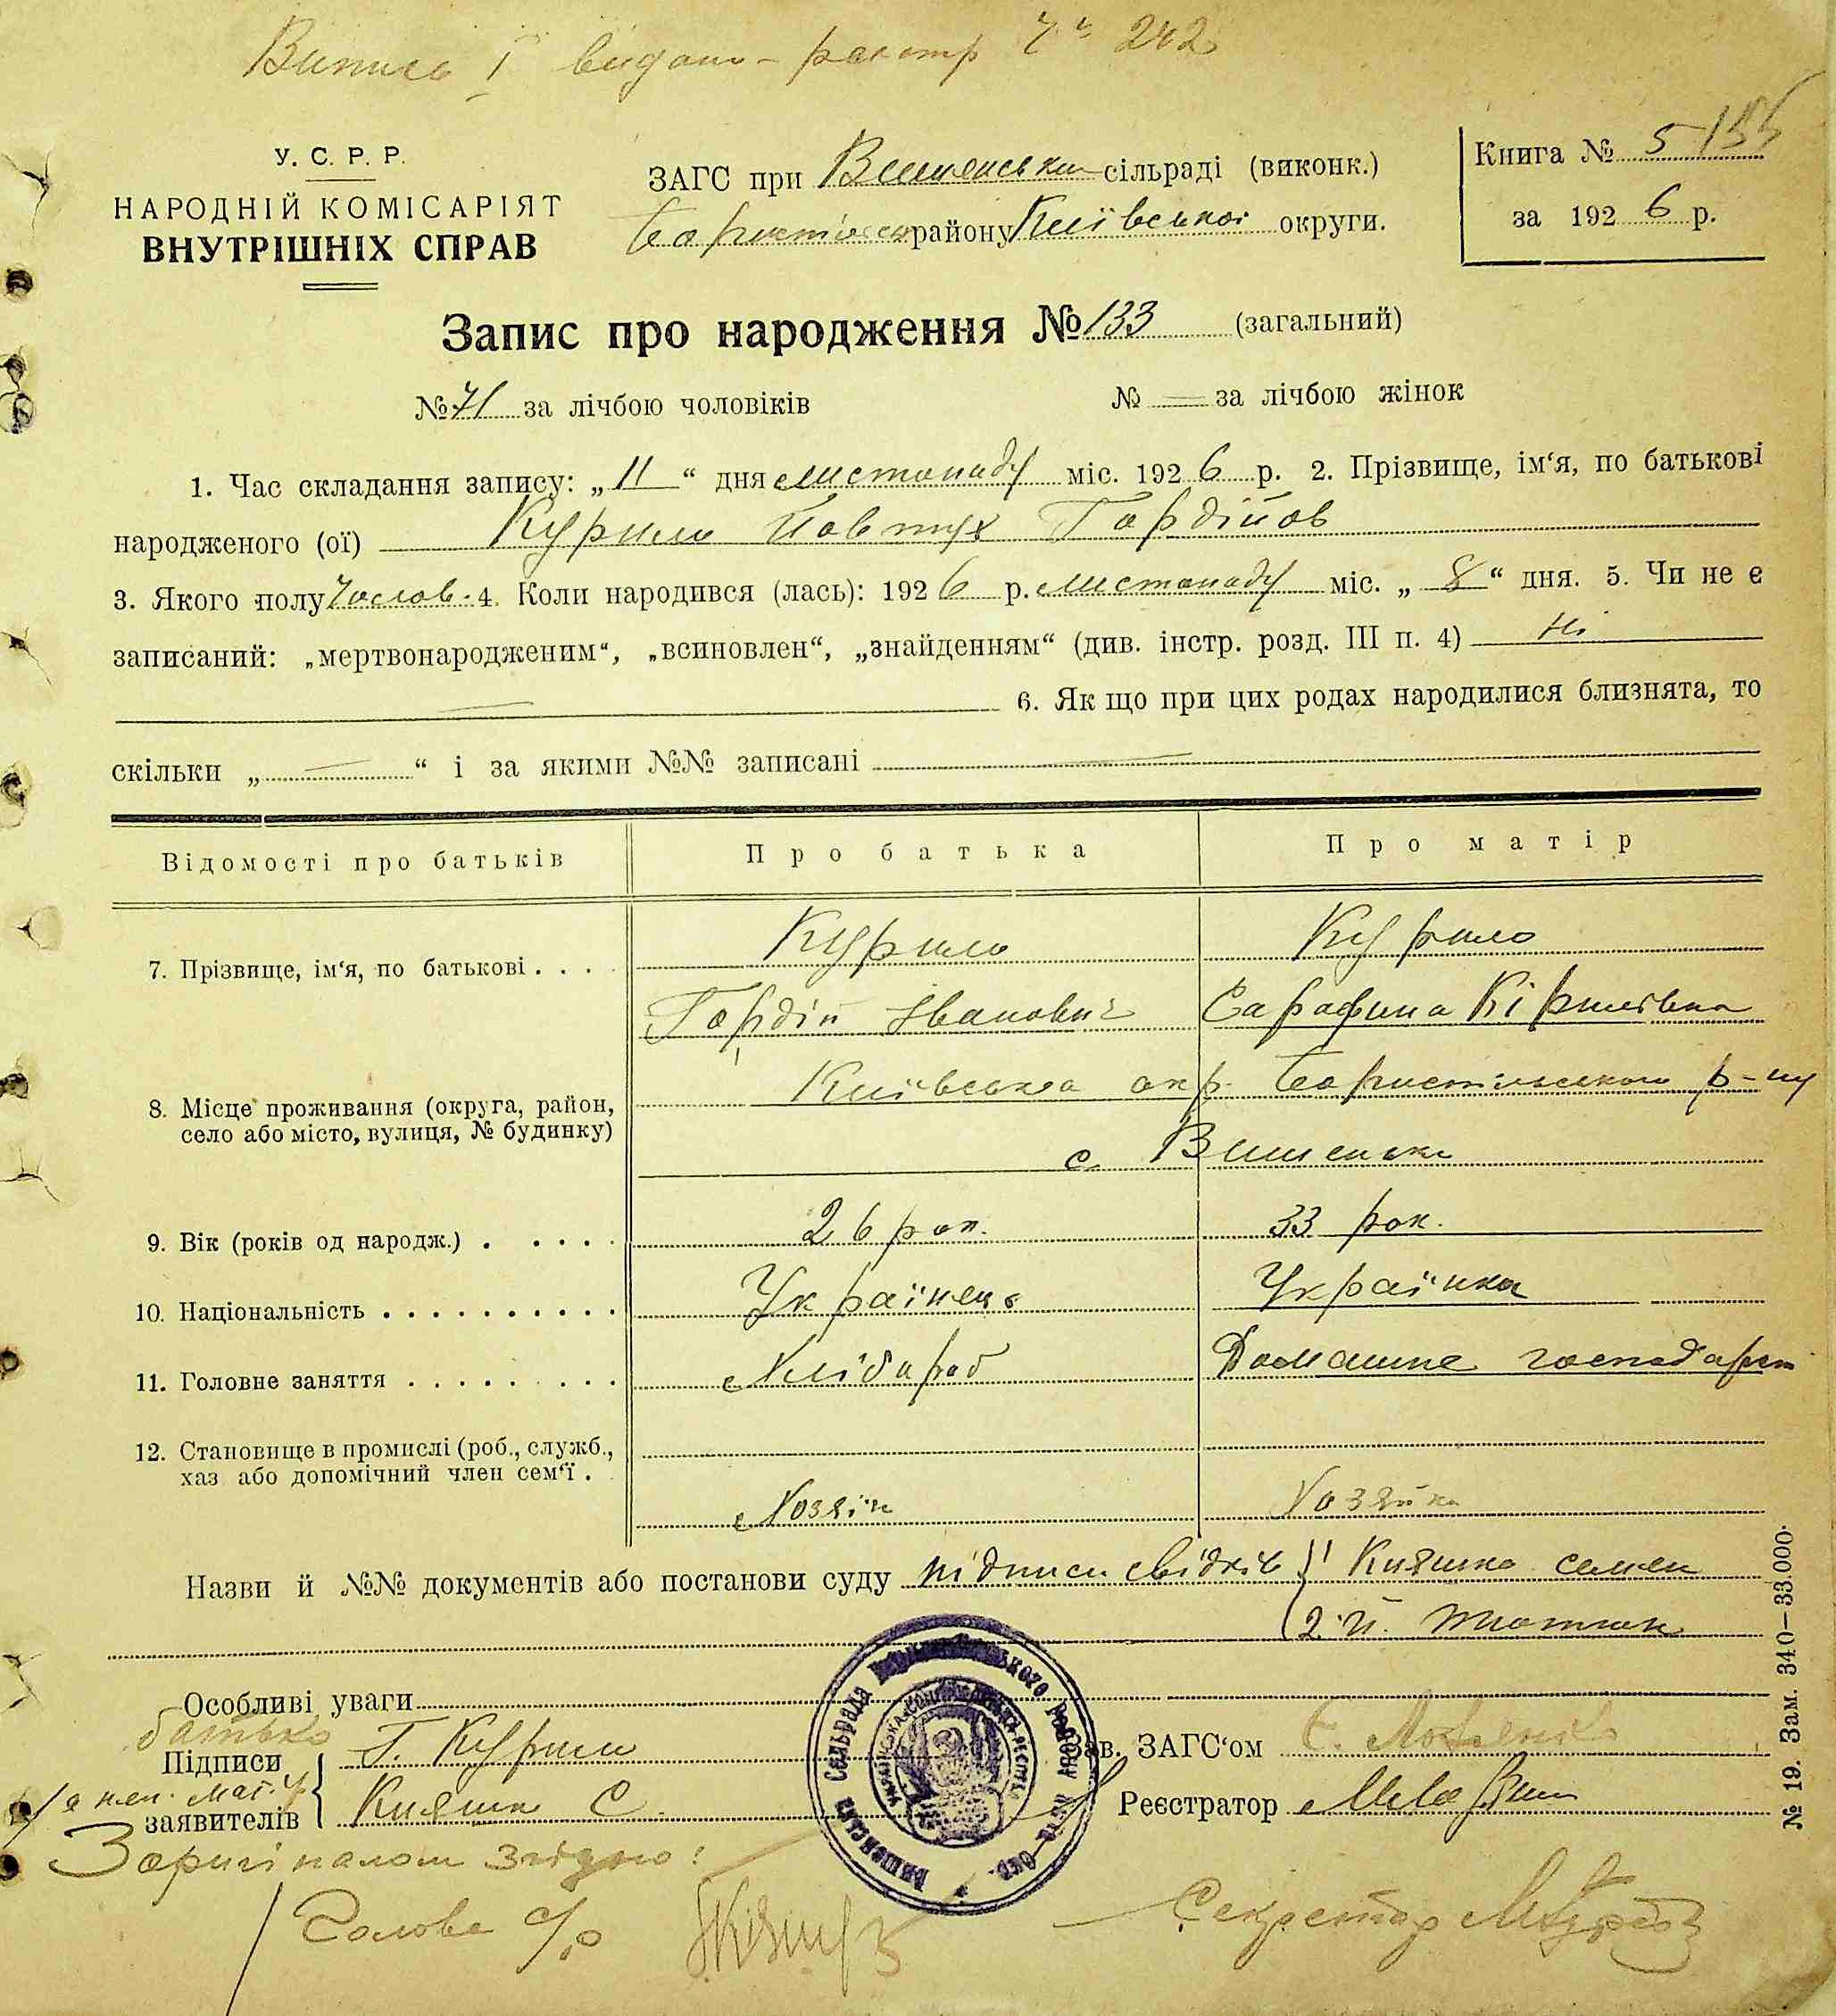 Випись І видано - реєстр Ч. 242
У. С. Р. Р.
НАРОДНІЙ КОМІСАРІЯТ
ВНУТРІШНІХ СПРАВ
ЗАГС при Вишенськи сільраді (виконк.)
району Київської округи.
Книга № 5
за 1926 р.
Запис про народження № 133 (загальний)
№ 71 за лічбою чоловіків
№ — за лічбою жінок
1. Час складання запису: „ 11 “ дня листопаду міс. 1926 р. 2. Прізвище, ім‘я, по батькові
народженого (ої) Курило Йовтух Гордійов
3. Якого полу Чолов. 4. Коли народився (лась): 1926 р. листопаду міс. „ 8 “ дня. 5. Чи не є
записаний: „мертвонародженим“, „всиновлен“, „знайденням“ (див. інстр. розд. III п. 4) Ні
— 6. Як що при цих родах народилися близнята, то
скільки „ — “ і за якими №№ записані —
Відомості про батьків
Про батька
Про матір
7. Прізвище, ім‘я, по батькові . . . .
Курило
Гордій Іванович
Курило
Сарафина Кірилівна
8. Місце проживання (округа, район,
село або місто, вулиця, № будинку)
Київська окр. Бориспільського р-ну
с. Вишеньки
9. Вік (років од народж.) . . . . .
26 рок.
33 рок.
10. Національність . . . . . . . . . .
Українець
Українка
11. Головне заняття . . . . . . . . .
Хлібороб
Домашне господарст
12. Становище в промислі (роб., служб.,
хаз або допомічний член сем‘ї .
Хозяїн
Хозяйка
Назви й №№ документів або постанови суду підписи свідків } 1 Кияшко Семен
2. й.
Особливі уваги
батько
Підписи
заявителів
Г. Курило
Кияшко С.
Зав. ЗАГС‘ом
Реєстратор
З оригіналом згідно:
Голова с/р
Секретар
№ 19. Зам. 340—33.000.